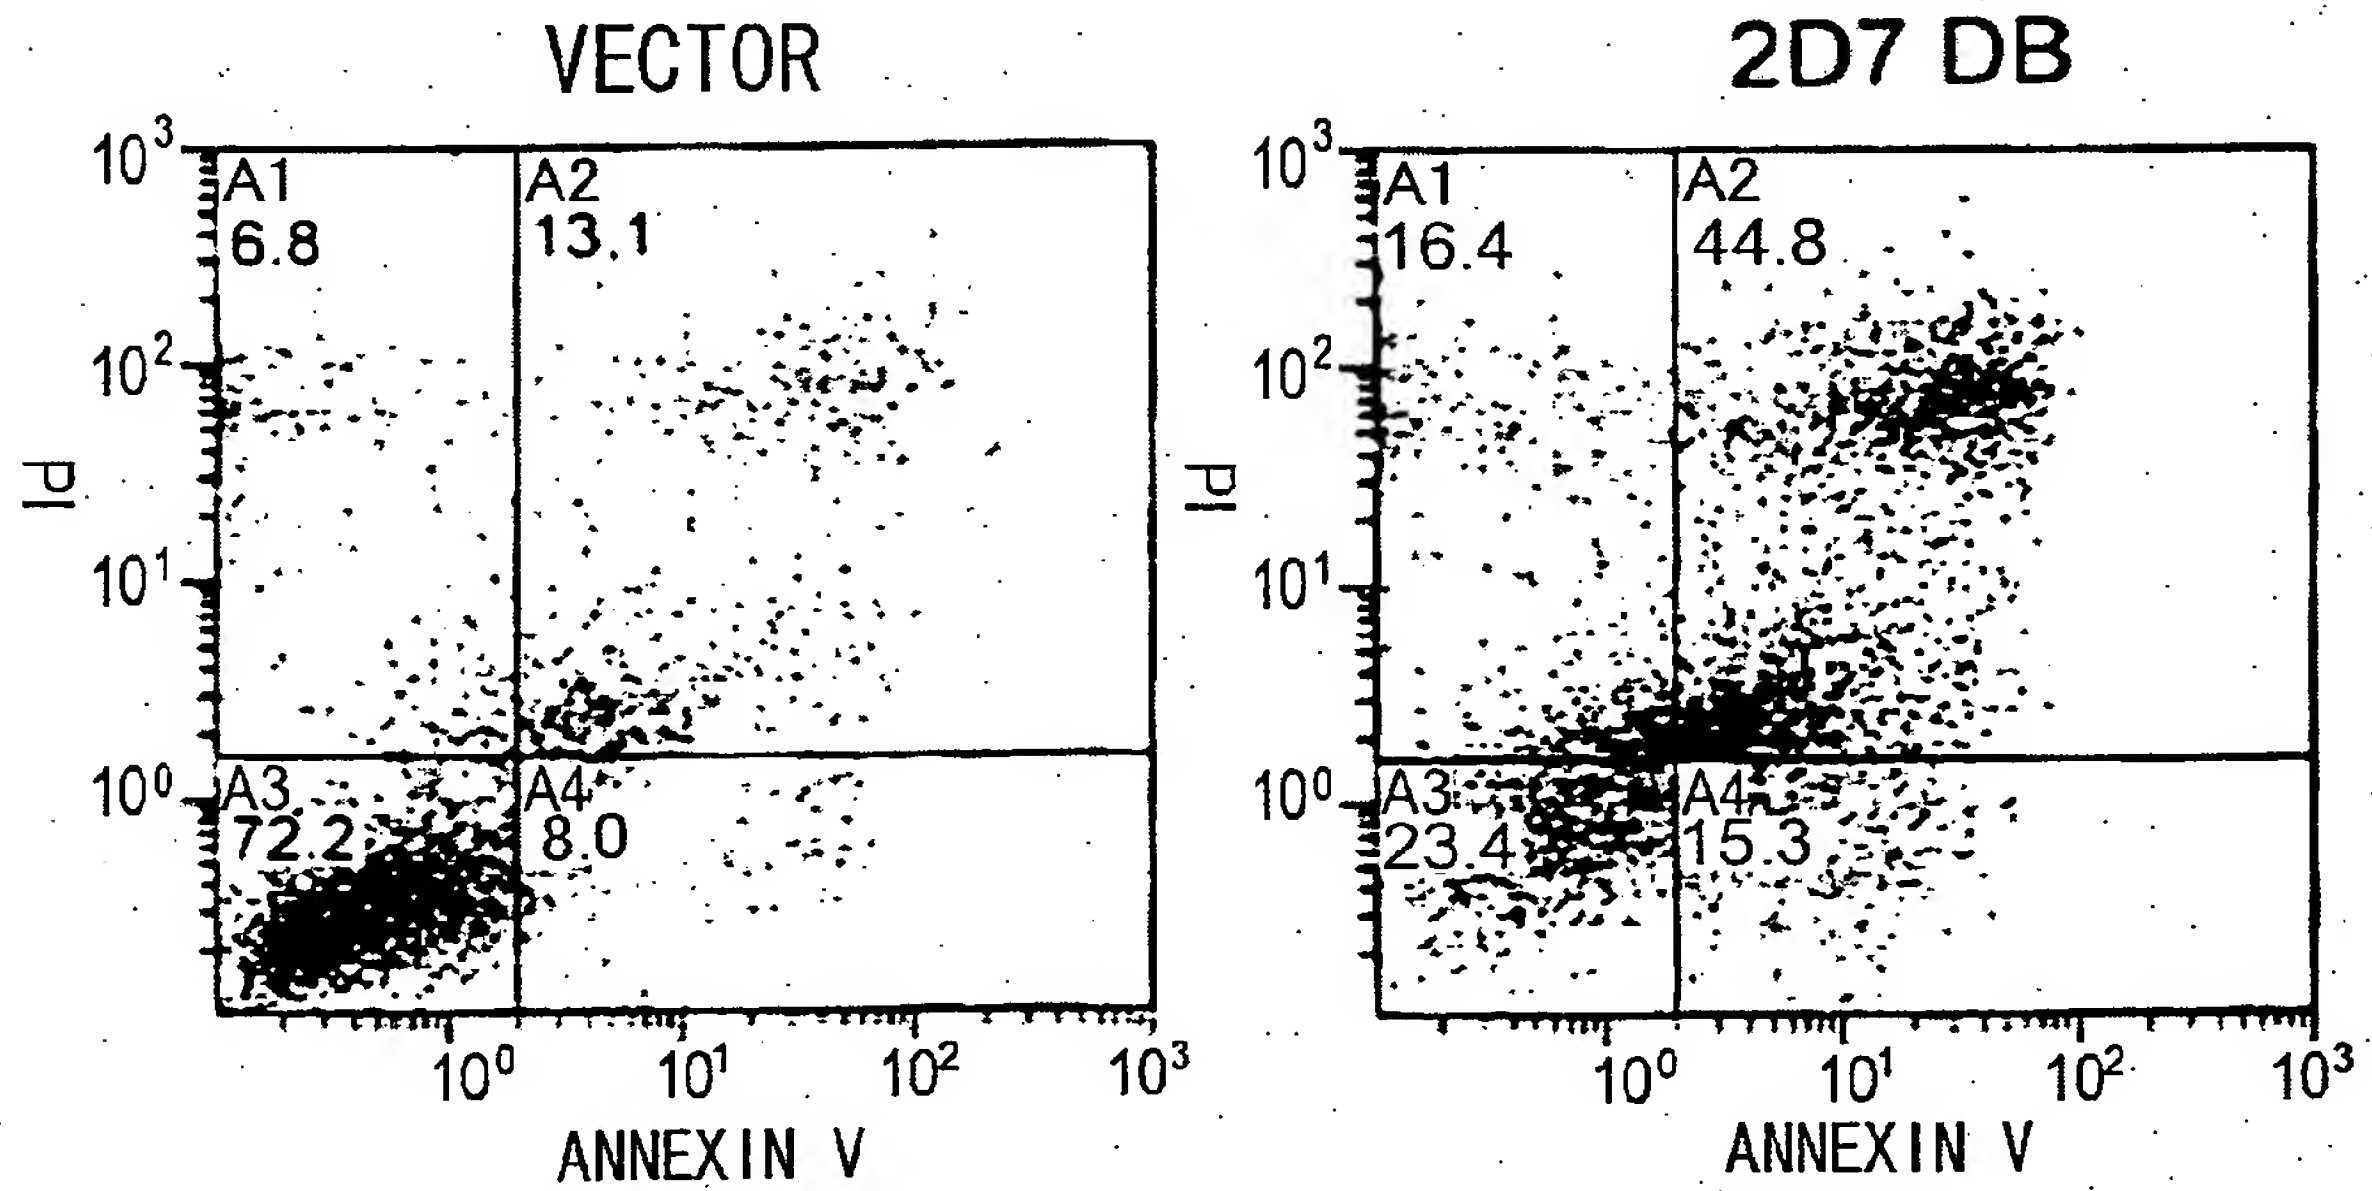 VECTOR
10³
A1
6.8
A2
13.1
10²
PI
10¹
10⁰
A3
72.2
A4
8.0
10⁰ 10¹ 10² 10³
ANNEXIN V
2D7 DB
10³
A1
16.4
A2
44.8
10²
PI
10¹
10⁰
A3
23.4
A4
15.3
10⁰ 10¹ 10² 10³
ANNEXIN V